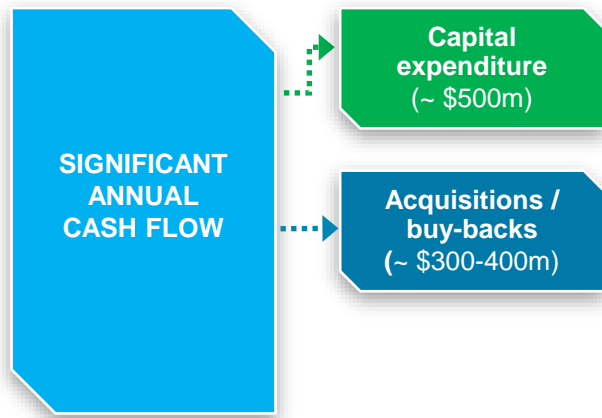 SIGNIFICANT
ANNUAL
CASH FLOW
Capital
expenditure
(~ $500m)
Acquisitions /
buy-backs
(~ $300-400m)